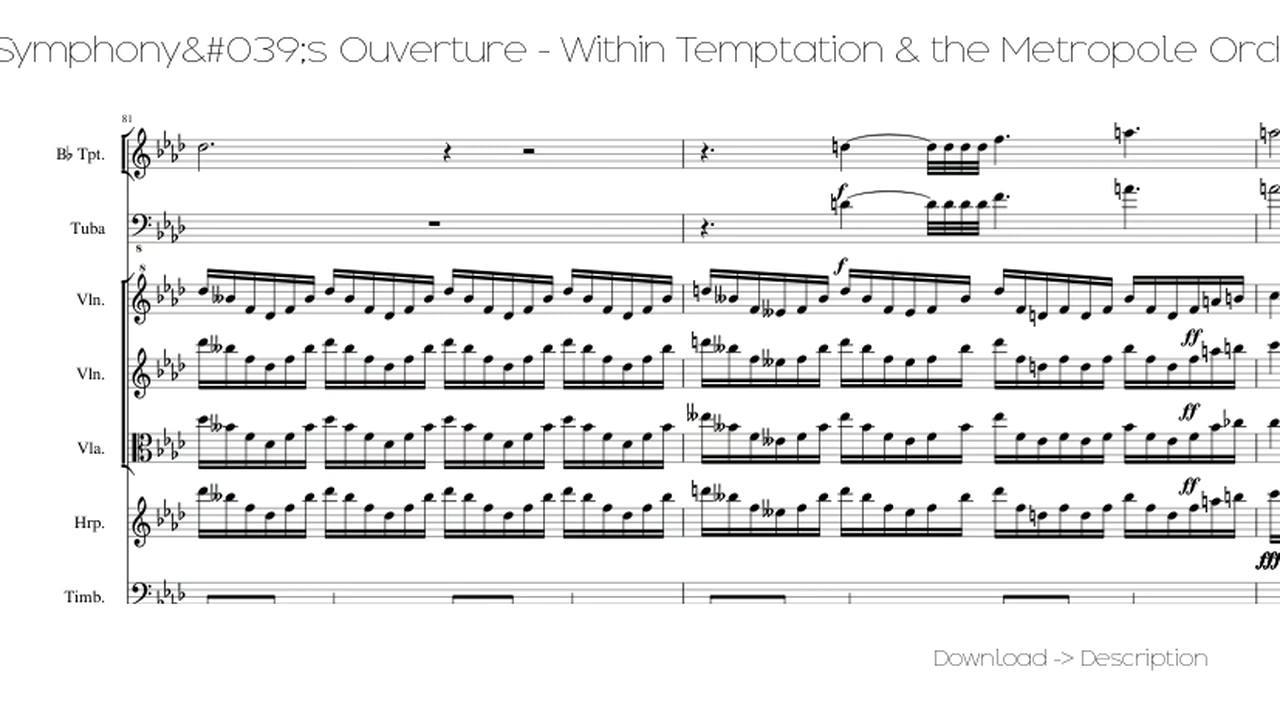 Symphony&#039;s Ouverture - Within Temptation & the Metropole Orc
81
B♭ Tpt.
f
Tuba
8
f
8
Vln.
ff
Vln.
ff
Vla.
ff
Hrp.
fff
Timb.
Download -> Description